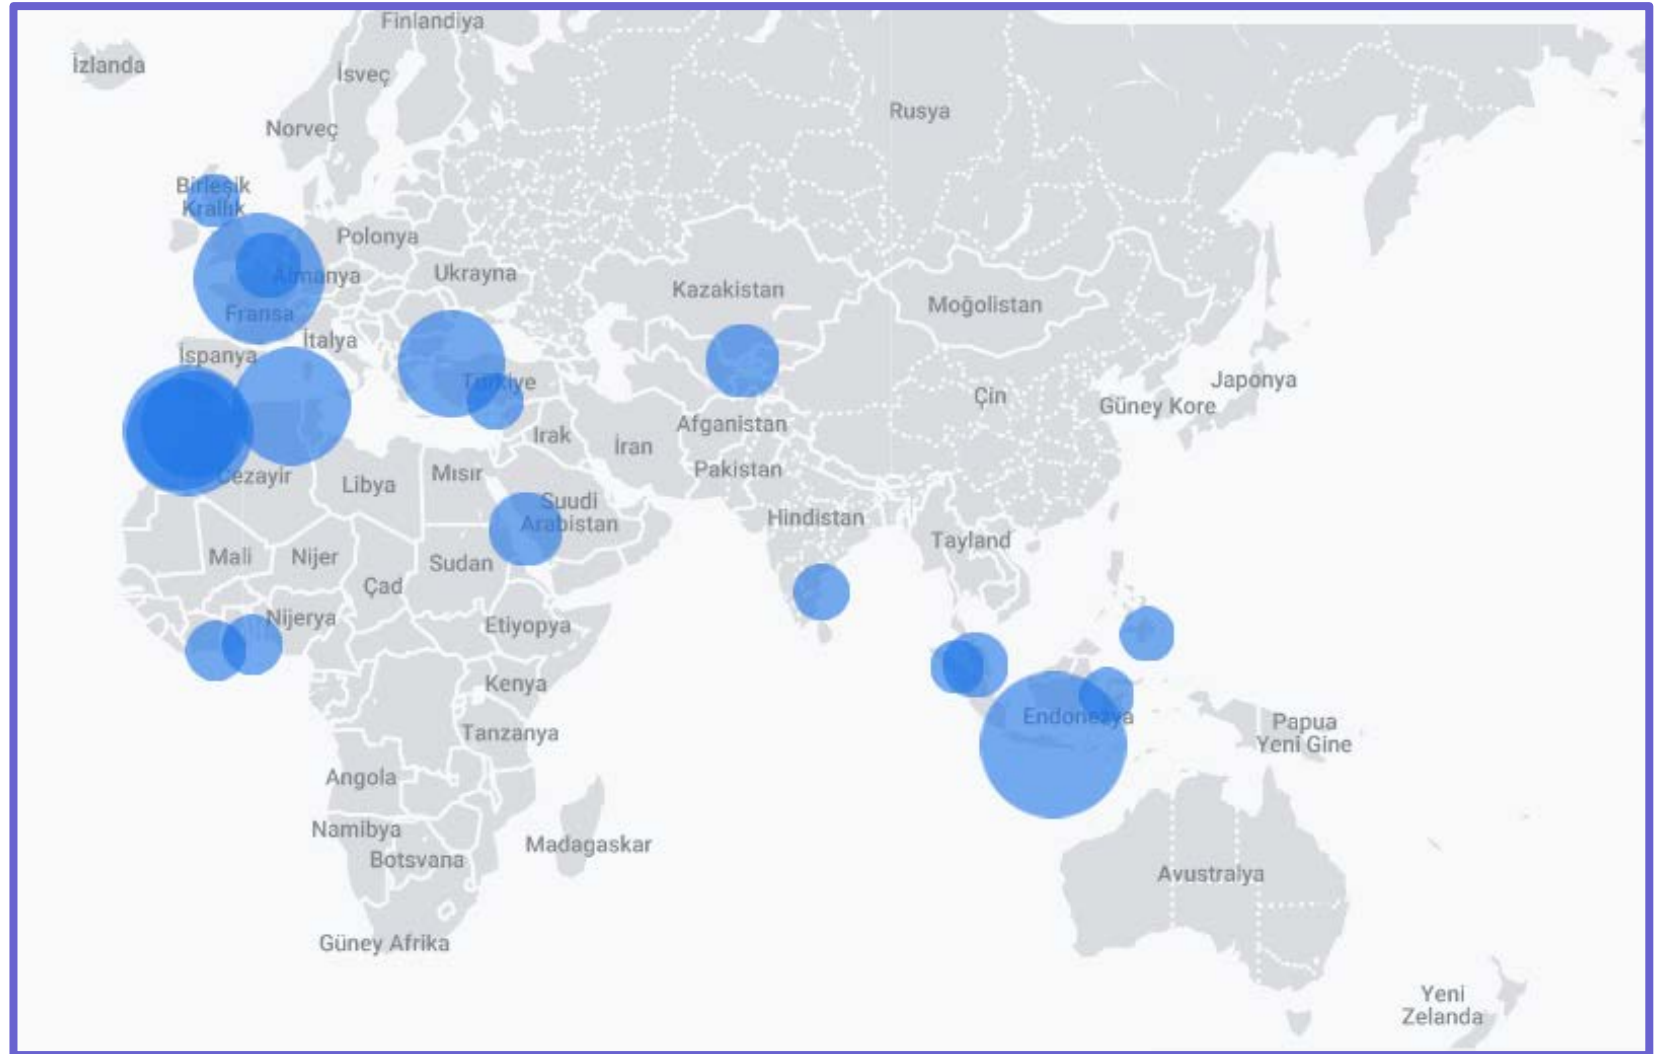 Finlandiya
İzlanda
İsveç
Rusya
Norveç
Birleşik
Krallık
Polonya
Almanya
Ukrayna
Kazakistan
Moğolistan
Fransa
İtalya
İspanya
Türkiye
Japonya
Çin
Güney Kore
Afganistan
Irak
İran
Pakistan
Cezayir
Libya
Mısır
Suudi
Arabistan
Hindistan
Tayland
Mali
Nijer
Sudan
Çad
Nijerya
Etiyopya
Kenya
Endonezya
Papua
Yeni Gine
Tanzanya
Angola
Namibya
Madagaskar
Botsvana
Avustralya
Güney Afrika
Yeni
Zelanda